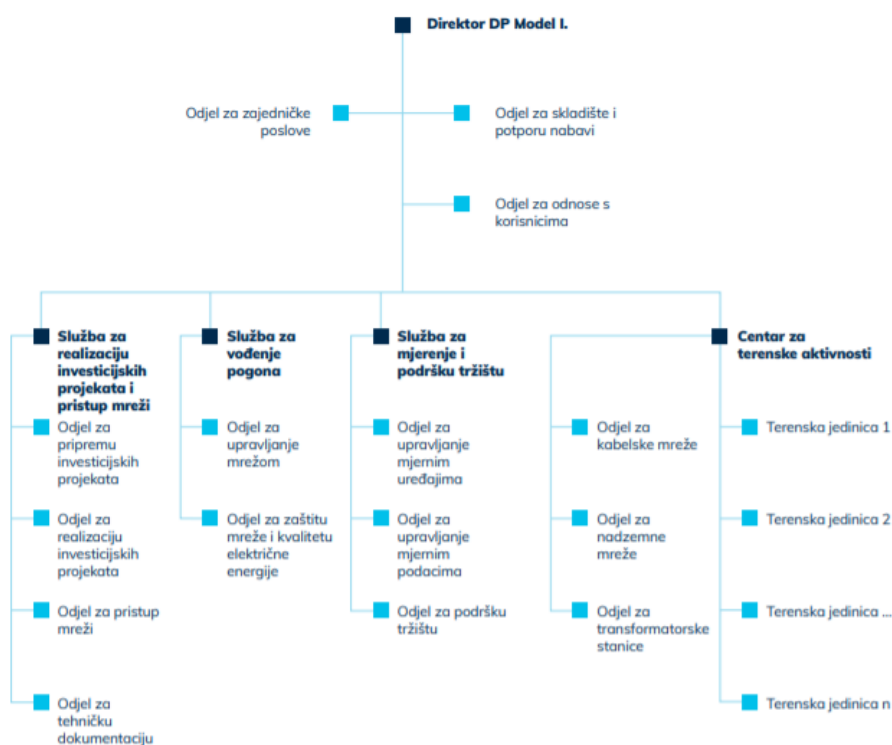 Direktor DP Model I.
Odjel za zajedničke
poslove
Odjel za skladište i
potporu nabavi
Odjel za odnose s
korisnicima
Služba za
realizaciju
investicijskih
projekata i
pristup mreži
Odjel za
pripremu
investicijskih
projekata
Odjel za
realizaciju
investicijskih
projekata
Odjel za pristup
mreži
Odjel za
tehničku
dokumentaciju
Služba za
vođenje
pogona
Odjel za
upravljanje
mrežom
Odjel za zaštitu
mreže i kvalitetu
električne
energije
Služba za
mjerenje i
podršku tržištu
Odjel za
upravljanje
mjernim
uređajima
Odjel za
upravljanje
mjernim
podacima
Odjel za podršku
tržištu
Centar za
terenske aktivnosti
Odjel za
kabelske mreže
Odjel za
nadzemne
mreže
Odjel za
transformatorske
stanice
Terenska jedinica 1
Terenska jedinica 2
Terenska jedinica ...
Terenska jedinica n